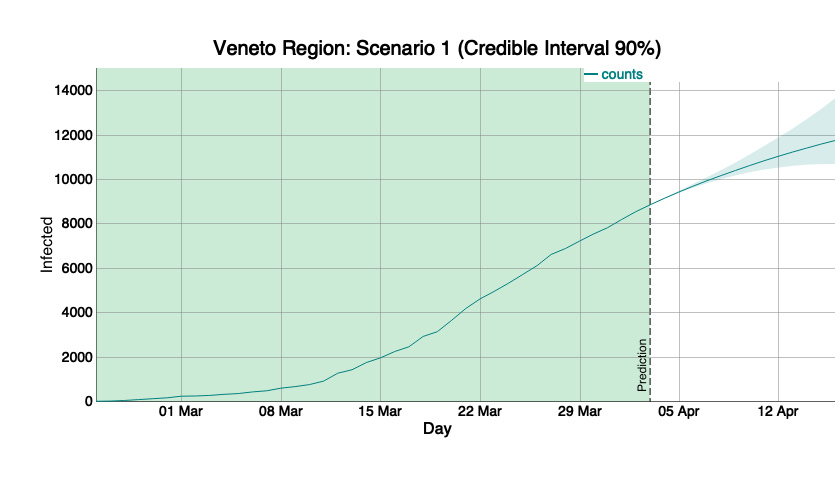 Veneto Region: Scenario 1 (Credible Interval 90%)
counts
14000
12000
10000
8000
6000
4000
2000
0
Infected
Prediction
01 Mar
08 Mar
15 Mar
22 Mar
29 Mar
05 Apr
12 Apr
Day